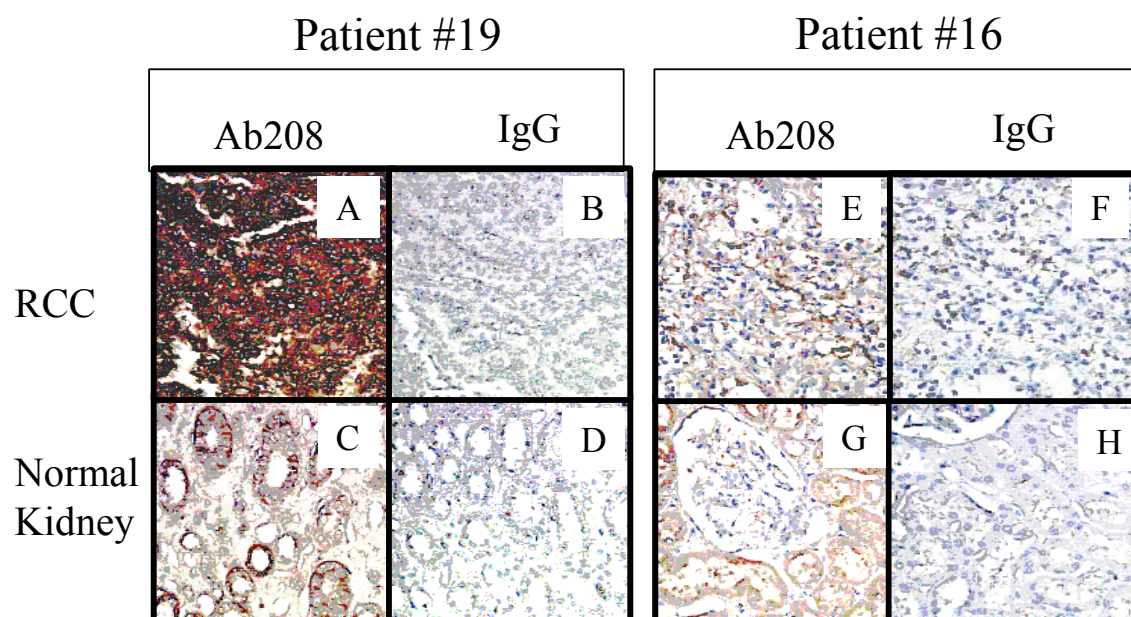 Patient #19
Patient #16
Ab208
IgG
Ab208
IgG
A
B
E
F
RCC
C
D
G
H
Normal
Kidney